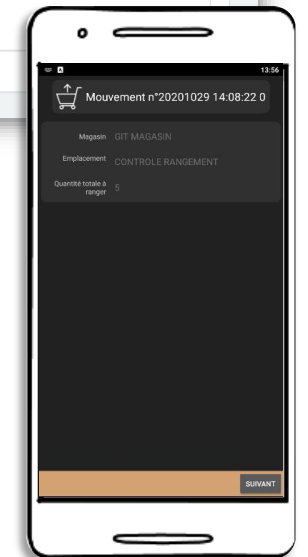 13:56
Mouvement n°20201029 14:08:22 0
Magasin GIT MAGASIN
Emplacement CONTROLE RANGEMENT
Quantité totale à
ranger 5
SUIVANT